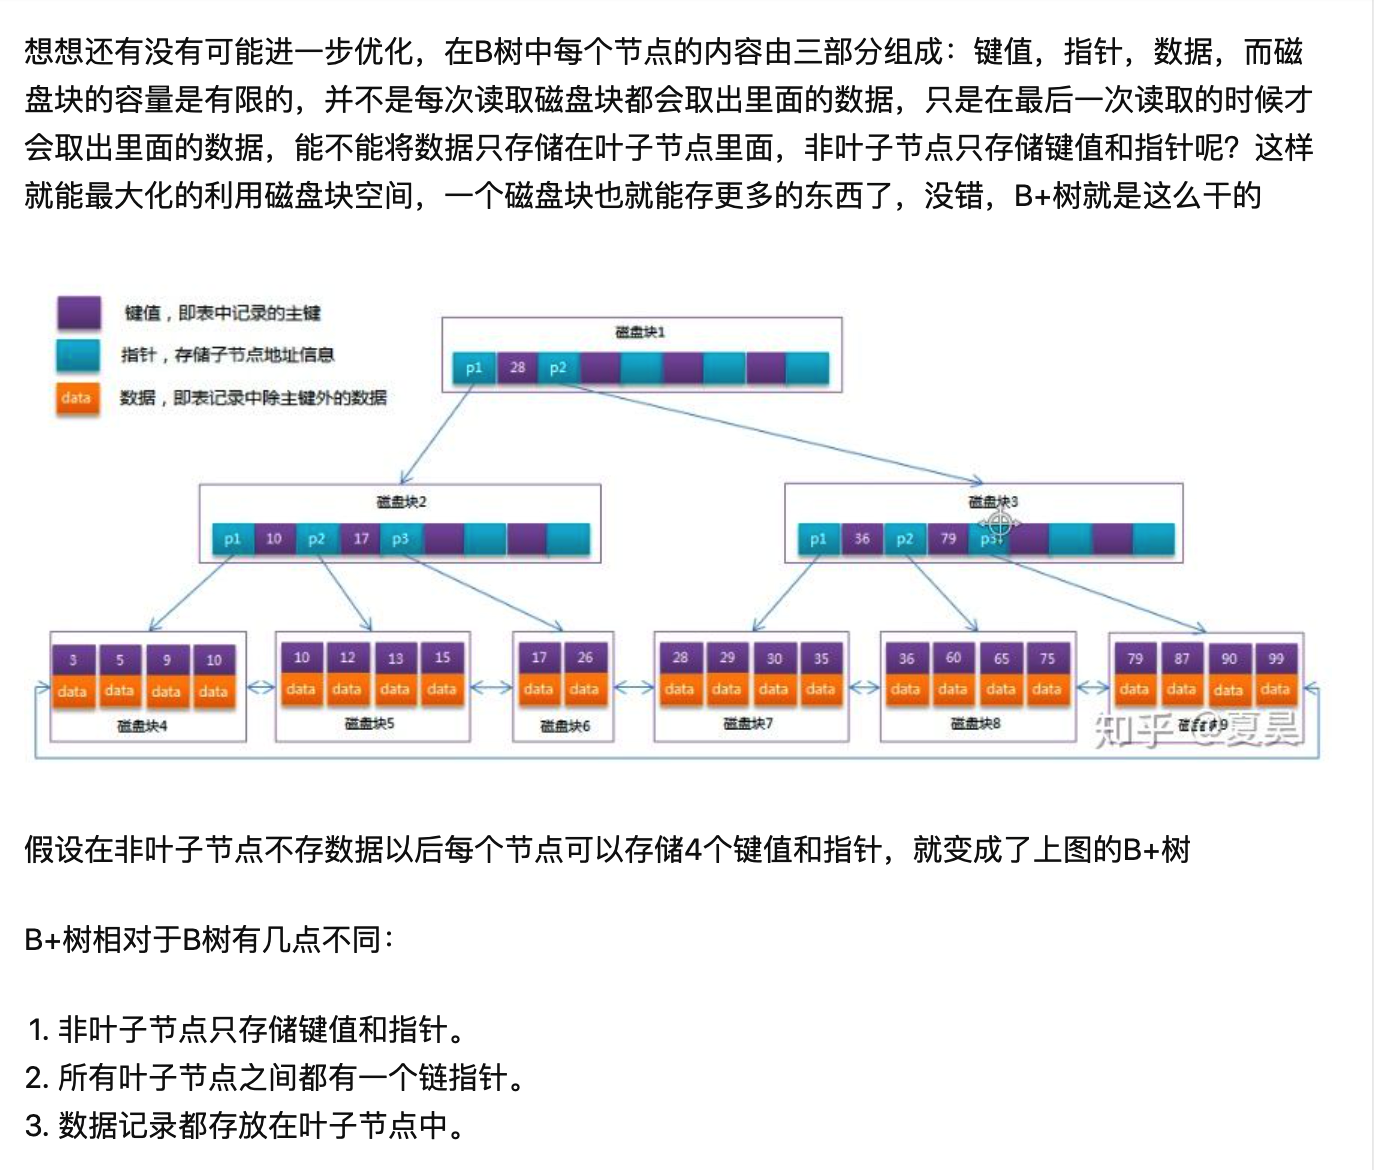 想想还有没有可能进一步优化，在B树中每个节点的内容由三部分组成：键值，指针，数据，而磁
盘块的容量是有限的，并不是每次读取磁盘块都会取出里面的数据，只是在最后一次读取的时候才
会取出里面的数据，能不能将数据只存储在叶子节点里面，非叶子节点只存储键值和指针呢？这样
就能最大化的利用磁盘块空间，一个磁盘块也就能存更多的东西了，没错，B+树就是这么干的
键值，即表中记录的主键
指针，存储子节点地址信息
data 数据，即表记录中除主键外的数据
磁盘块1
p1 28 p2
磁盘块2
p1 10 p2 17 p3
磁盘块3
p1 36 p2 79 p3
3 5 9 10
data data data data
磁盘块4
10 12 13 15
data data data data
磁盘块5
17 26
data data
磁盘块6
28 29 30 35
data data data data
磁盘块7
36 60 65 75
data data data data
磁盘块8
79 87 90 99
data data data data
磁盘块9
知乎 @夏昊
假设在非叶子节点不存数据以后每个节点可以存储4个键值和指针，就变成了上图的B+树
B+树相对于B树有几点不同：
1. 非叶子节点只存储键值和指针。
2. 所有叶子节点之间都有一个链指针。
3. 数据记录都存放在叶子节点中。